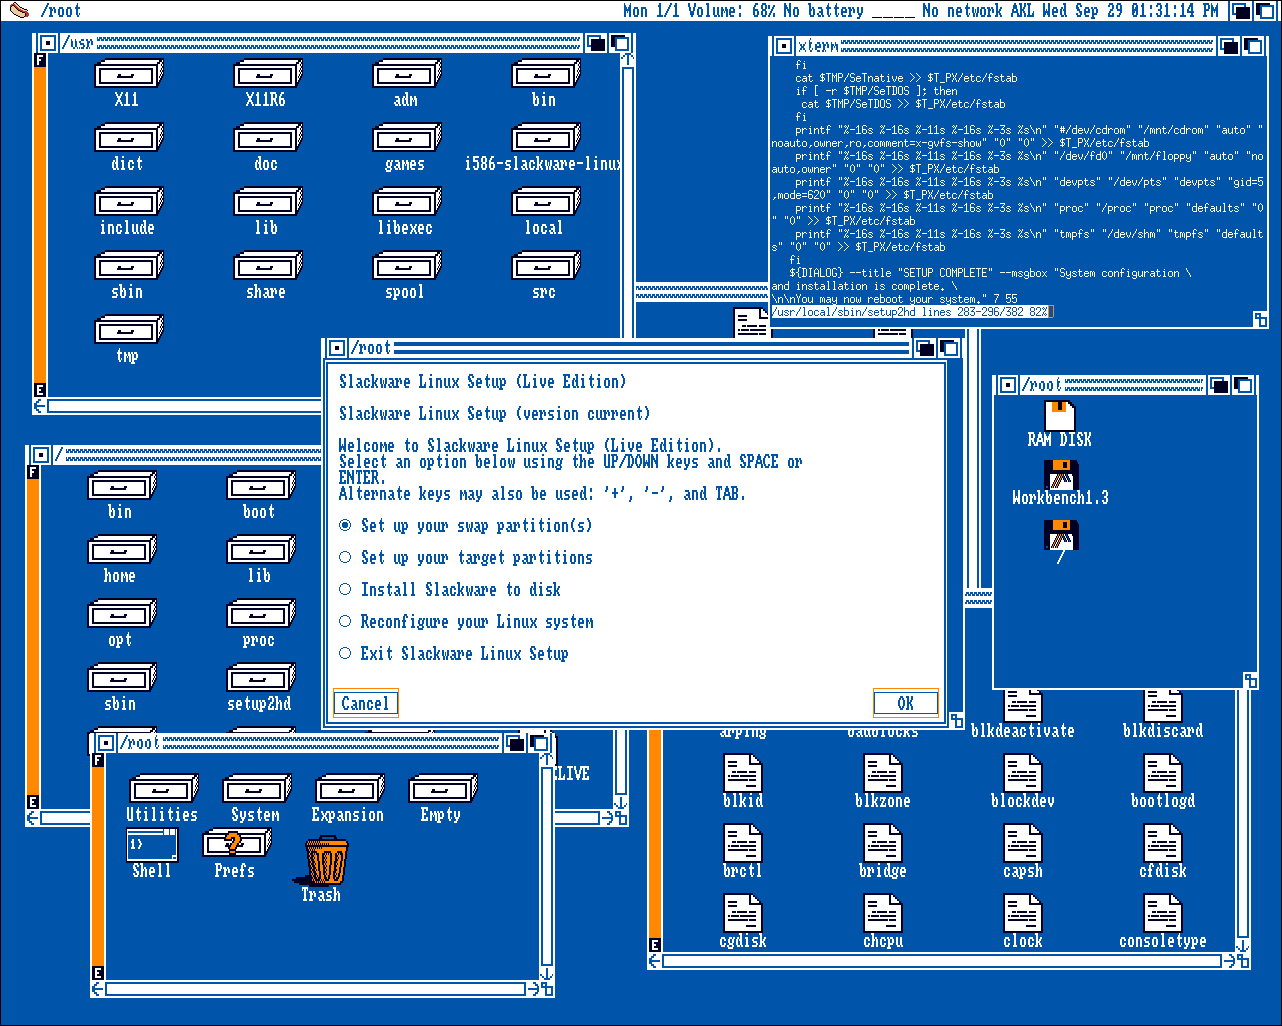 /root
Mon 1/1 Volume: 68% No battery ____ No network AKL Wed Sep 29 01:31:14 PM
/usr
F
X11 X11R6 adm bin
dict doc games i586-slackware-linux
include lib libexec local
sbin share spool src
tmp
E
xterm
fi
cat $TMP/SeTnative >> $T_PX/etc/fstab
if [ -r $TMP/SeTDOS ]; then
cat $TMP/SeTDOS >> $T_PX/etc/fstab
fi
printf "%-16s %-16s %-11s %-16s %-3s %s\n" "#/dev/cdrom" "/mnt/cdrom" "auto" "
noauto,owner,ro,comment=x-gvfs-show" "0" "0" >> $T_PX/etc/fstab
printf "%-16s %-16s %-11s %-16s %-3s %s\n" "/dev/fd0" "/mnt/floppy" "auto" "no
auto,owner" "0" "0" >> $T_PX/etc/fstab
printf "%-16s %-16s %-11s %-16s %-3s %s\n" "devpts" "/dev/pts" "devpts" "gid=5
,mode=620" "0" "0" >> $T_PX/etc/fstab
printf "%-16s %-16s %-11s %-16s %-3s %s\n" "proc" "/proc" "proc" "defaults" "0
" "0" >> $T_PX/etc/fstab
printf "%-16s %-16s %-11s %-16s %-3s %s\n" "tmpfs" "/dev/shm" "tmpfs" "default
s" "0" "0" >> $T_PX/etc/fstab
fi
${DIALOG} --title "SETUP COMPLETE" --msgbox "System configuration \
and installation is complete. \
\n\nYou may now reboot your system." 7 55
/usr/local/sbin/setup2hd lines 283-296/382 82%
/root
Slackware Linux Setup (Live Edition)
Slackware Linux Setup (version current)
Welcome to Slackware Linux Setup (Live Edition).
Select an option below using the UP/DOWN keys and SPACE or
ENTER.
Alternate keys may also be used: '+', '-', and TAB.
Set up your swap partition(s)
Set up your target partitions
Install Slackware to disk
Reconfigure your Linux system
Exit Slackware Linux Setup
Cancel OK
/root
RAM DISK
Workbench1.3
/
/
F
bin boot
home lib
opt proc
sbin setup2hd
E
LIVE
/root
F
Utilities System Expansion Empty
1>
Shell Prefs
Trash
E
arping badblocks blkdeactivate blkdiscard
blkid blkzone blockdev bootlogd
brctl bridge capsh cfdisk
cgdisk chcpu clock consoletype
E